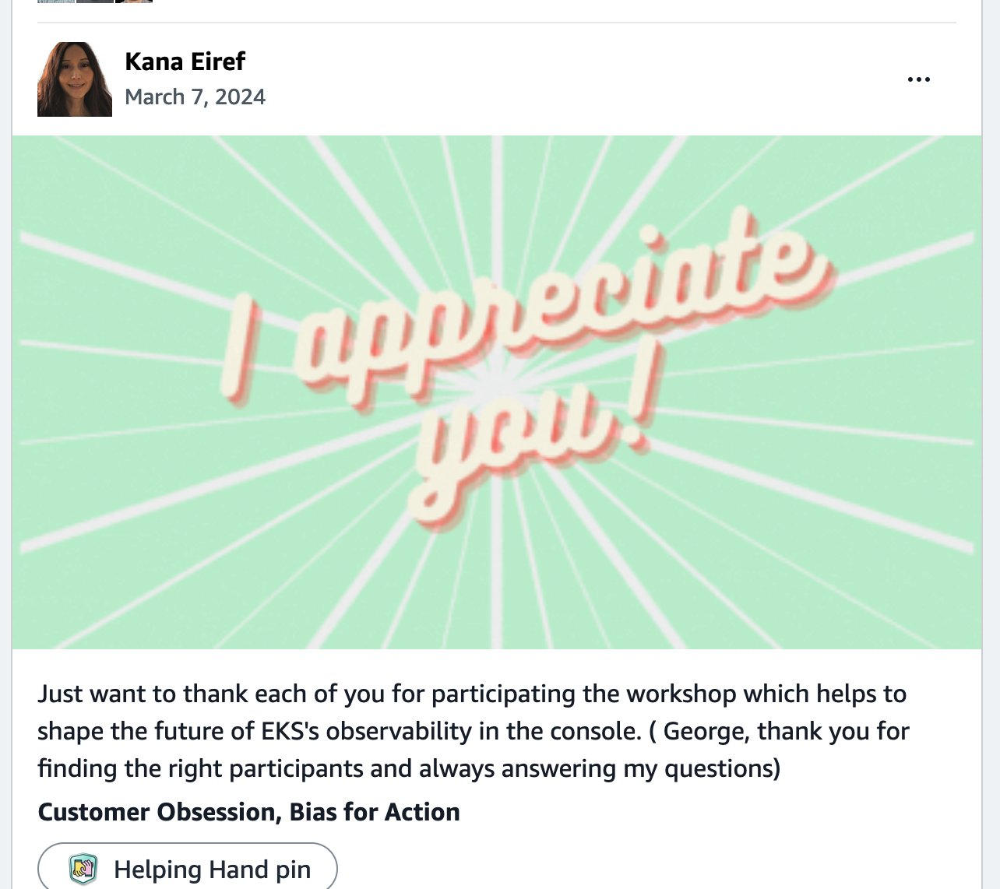 Kana Eiref
March 7, 2024
I appreciate
you!
Just want to thank each of you for participating the workshop which helps to
shape the future of EKS's observability in the console. ( George, thank you for
finding the right participants and always answering my questions)
Customer Obsession, Bias for Action
Helping Hand pin